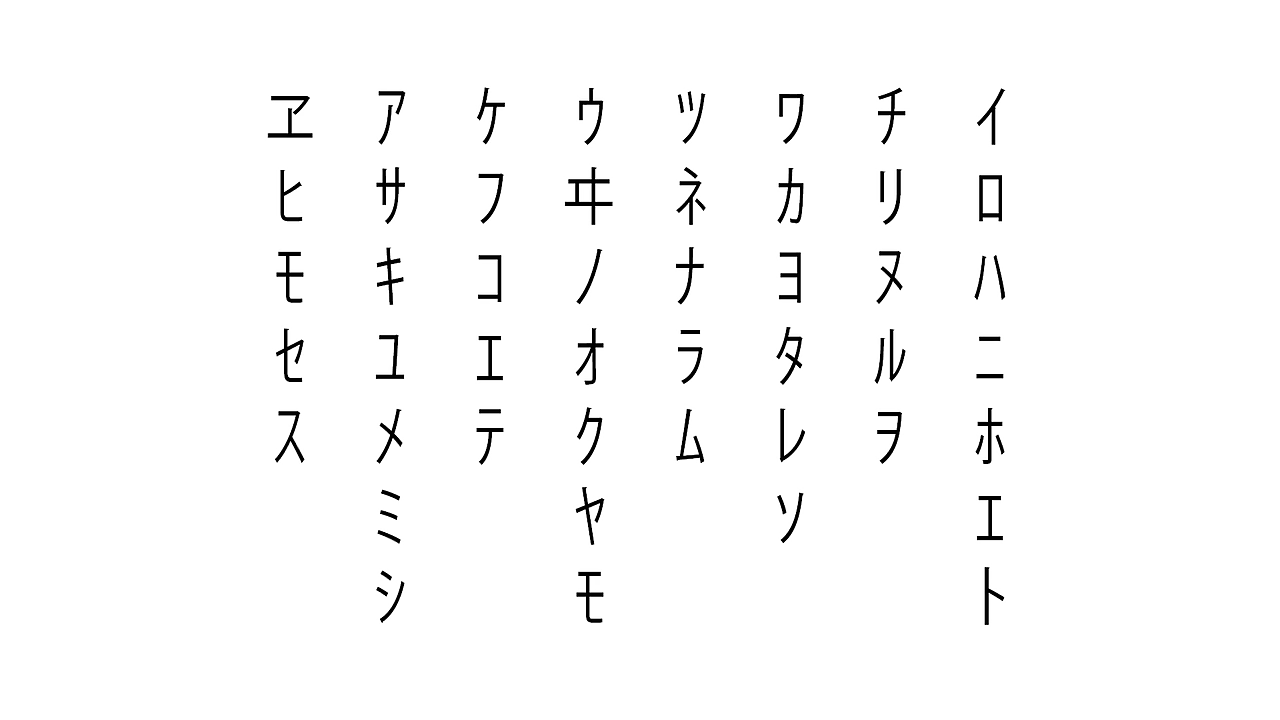 イロハニホエト
チリヌルヲ
ワカヨタレソ
ツネナラム
ウヰノオクヤモ
ケフコエテ
アサキユメミシ
ヱヒモセス